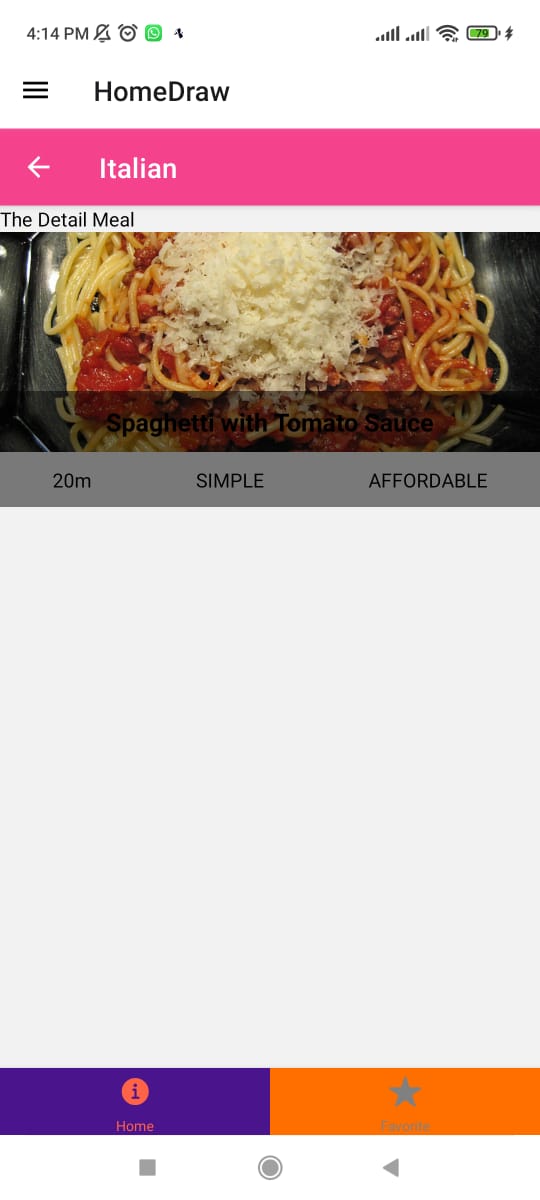 4:14 PM
79
HomeDraw
Italian
The Detail Meal
Spaghetti with Tomato Sauce
20m SIMPLE AFFORDABLE
Home Favorite